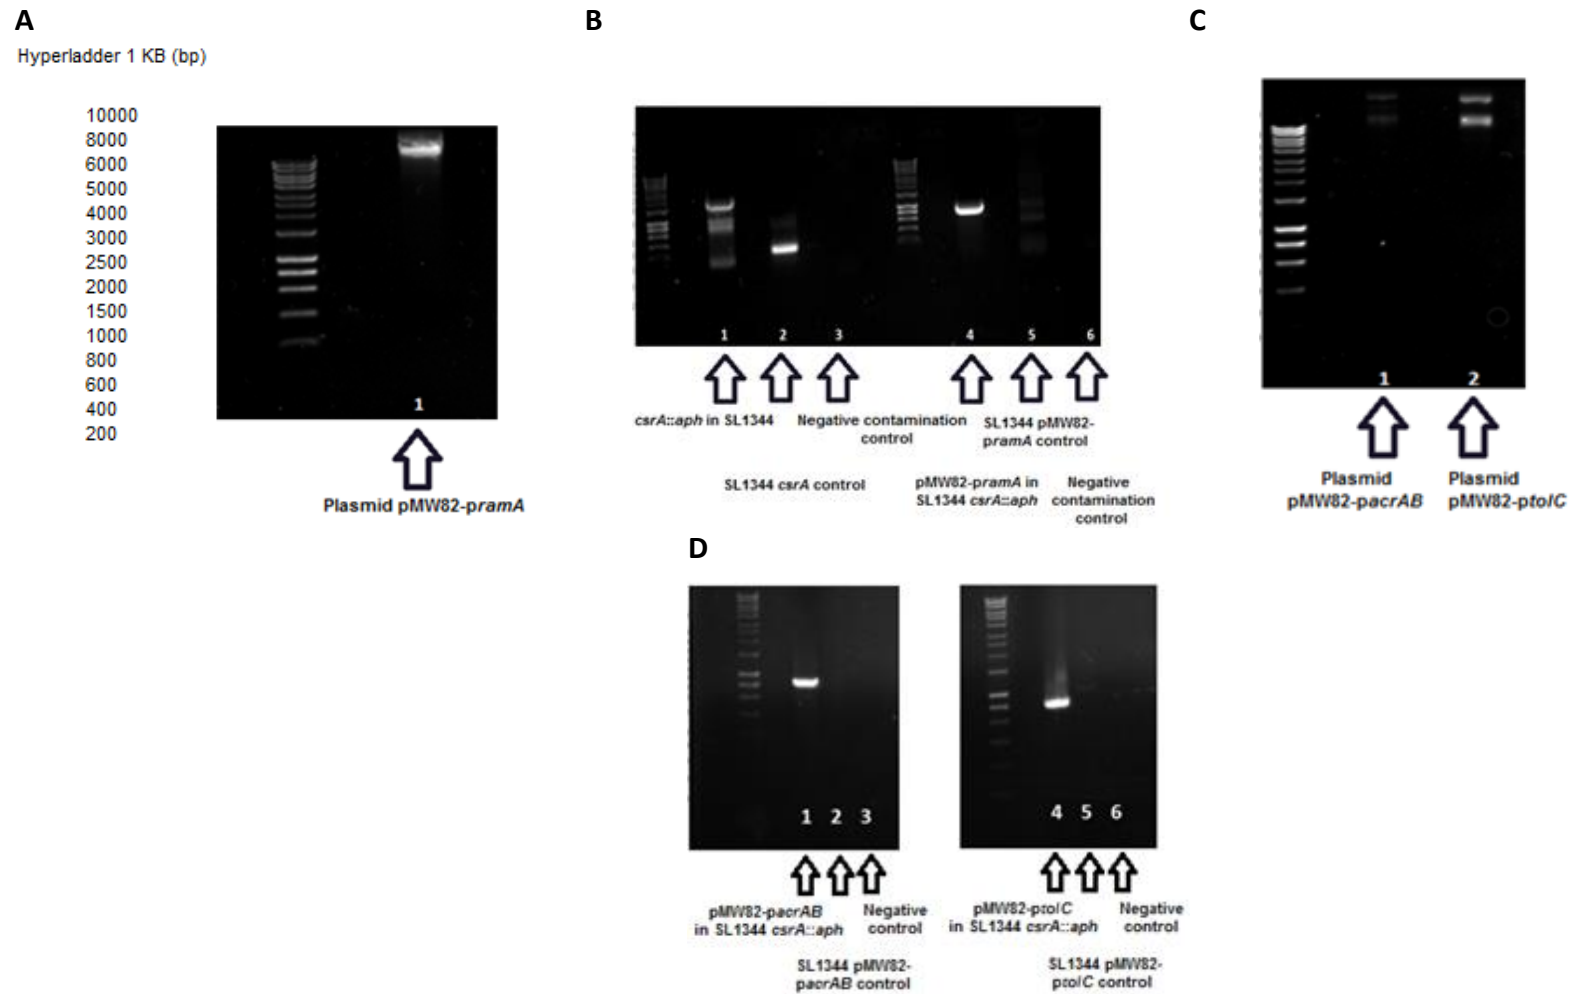 A
Hyperladder 1 KB (bp)
10000
8000
6000
5000
4000
3000
2500
2000
1500
1000
800
600
400
200
1
Plasmid pMW82-pramA
B
1 2 3 4 5 6
csrA::aph in SL1344
SL1344 csrA control
Negative contamination
control
pMW82-pramA in
SL1344 csrA::aph
SL1344 pMW82-
pramA control
Negative
contamination
control
C
1 2
Plasmid
pMW82-pacrAB
Plasmid
pMW82-ptolC
D
1 2 3
pMW82-pacrAB
in SL1344 csrA::aph
SL1344 pMW82-
pacrAB control
Negative
control
4 5 6
pMW82-ptolC
in SL1344 csrA::aph
SL1344 pMW82-
ptolC control
Negative
control